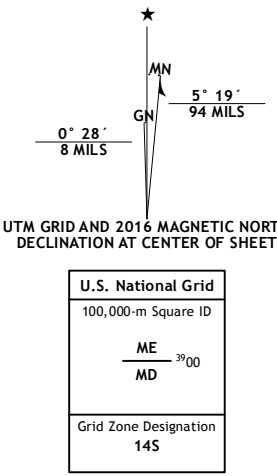 ★
MN
5° 19´
94 MILS
GN
0° 28´
8 MILS
UTM GRID AND 2016 MAGNETIC NORT
DECLINATION AT CENTER OF SHEET
U.S. National Grid
100,000-m Square ID
ME
³⁹00
MD
Grid Zone Designation
14S